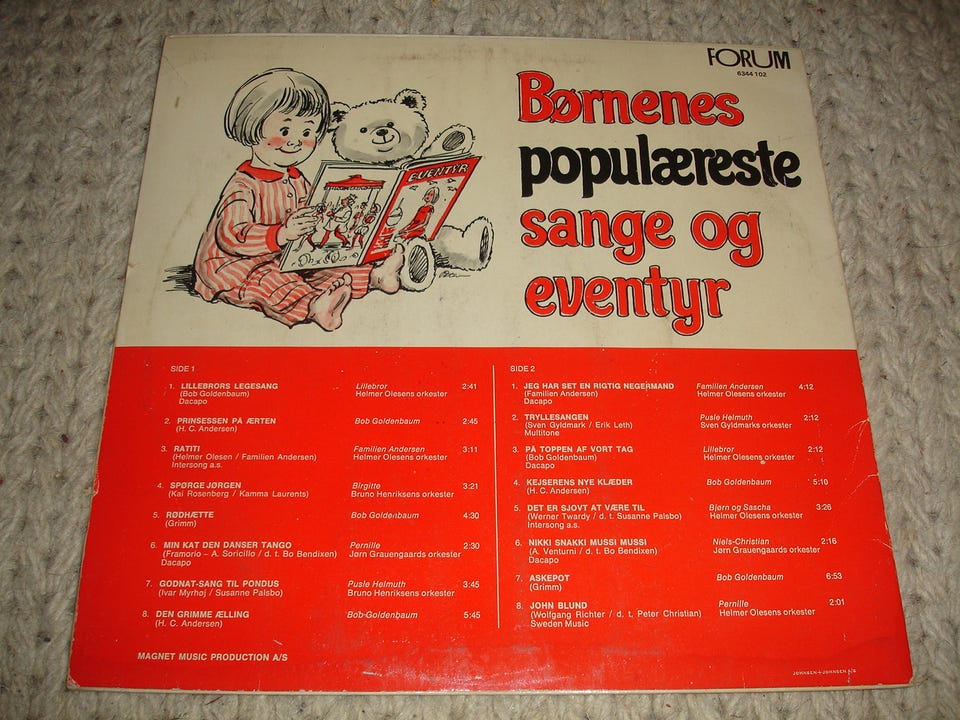 FORUM
6344 102
Børnenes
populæreste
sange og
eventyr
EVENTYR
SIDE 1
1. LILLEBRORS LEGESANG Lillebror 2:41
(Bob Goldenbaum) Helmer Olesens orkester
Dacapo
2. PRINSESSEN PÅ ÆRTEN Bob Goldenbaum 2:45
(H. C. Andersen)
3. RATITI Familien Andersen 3:11
(Helmer Olesen / Familien Andersen) Helmer Olesens orkester
Intersong a.s.
4. SPØRGE JØRGEN Birgitte 3:21
(Kai Rosenberg / Kamma Laurents) Bruno Henriksens orkester
5. RØDHÆTTE Bob Goldenbaum 4:30
(Grimm)
6. MIN KAT DEN DANSER TANGO Pernille 2:30
(Framorio – A. Soricillo / d. t. Bo Bendixen) Jørn Grauengaards orkester
Dacapo
7. GODNAT-SANG TIL PONDUS Pusle Helmuth 3:45
(Ivar Myrhøj / Susanne Palsbo) Bruno Henriksens orkester
8. DEN GRIMME ÆLLING Bob Goldenbaum 5:45
(H. C. Andersen)
MAGNET MUSIC PRODUCTION A/S
SIDE 2
1. JEG HAR SET EN RIGTIG NEGERMAND Familien Andersen 4:12
(Familien Andersen) Helmer Olesens orkester
Dacapo
2. TRYLLESANGEN Pusle Helmuth 2:12
(Sven Gyldmark / Erik Leth) Sven Gyldmarks orkester
Multitone
3. PÅ TOPPEN AF VORT TAG Lillebror 2:12
(Bob Goldenbaum) Helmer Olesens orkester
Dacapo
4. KEJSERENS NYE KLÆDER Bob Goldenbaum 5:10
(H. C. Andersen)
5. DET ER SJOVT AT VÆRE TIL Bjørn og Sascha 3:26
(Werner Twardy / d. t. Susanne Palsbo) Helmer Olesens orkester
Intersong a.s.
6. NIKKI SNAKKI MUSSI MUSSI Niels-Christian 2:16
(A. Venturni / d. t. Bo Bendixen) Jørn Grauengaards orkester
Dacapo
7. ASKEPOT Bob Goldenbaum 6:53
(Grimm)
8. JOHN BLUND Pernille 2:01
(Wolfgang Richter / d. t. Peter Christian) Helmer Olesens orkester
Sweden Music
JOHNSEN+JOHNSEN A/S